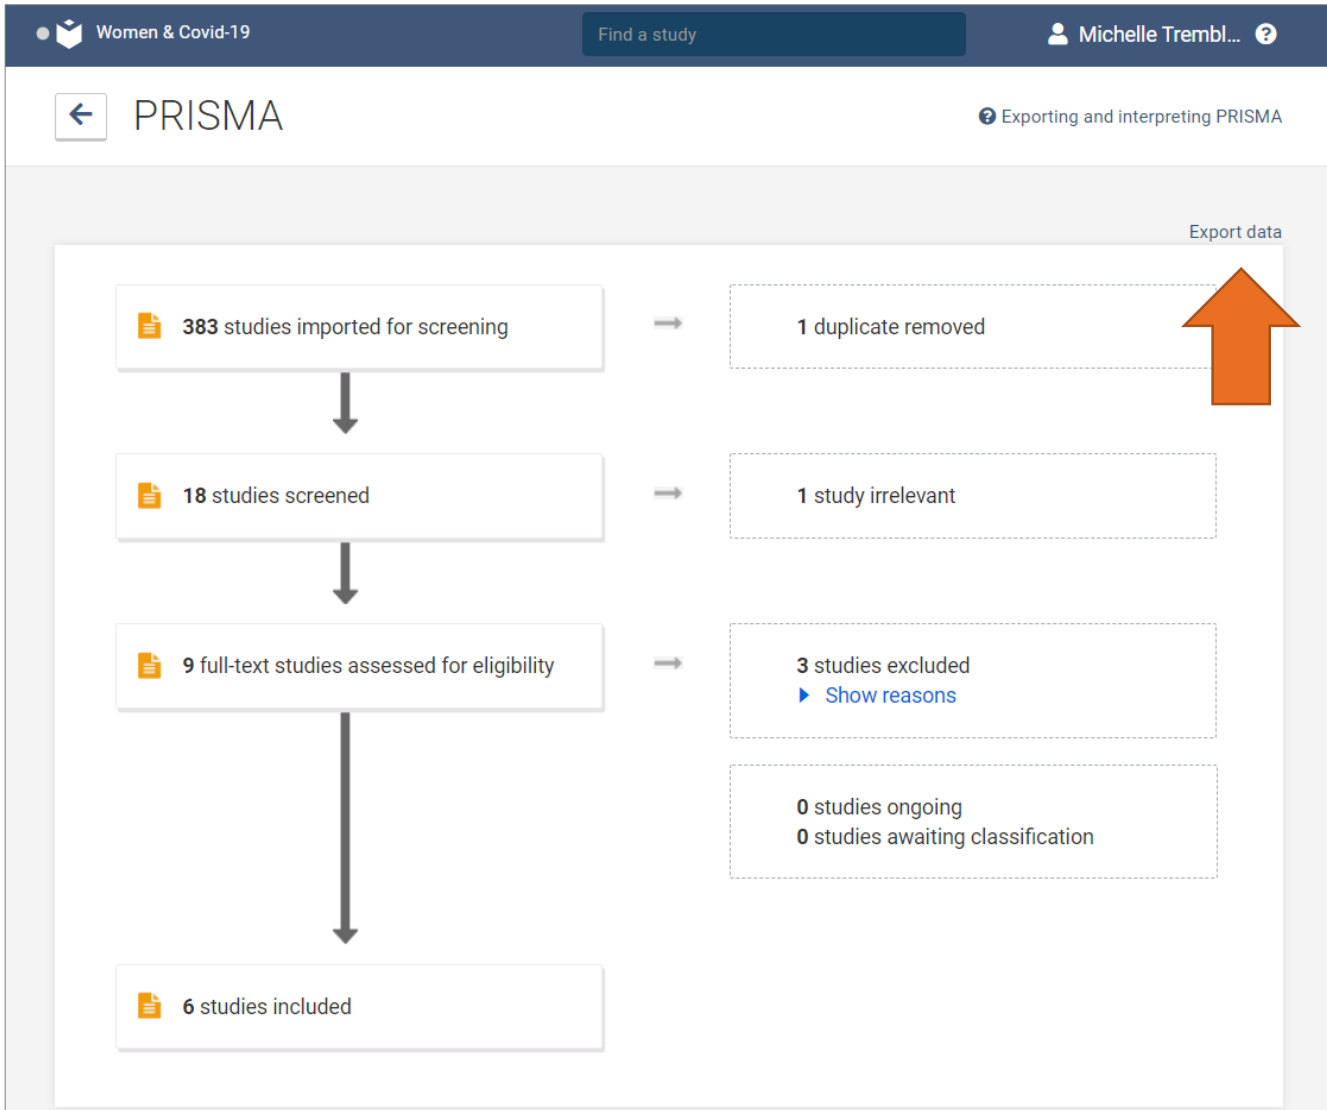 Women & Covid-19
Find a study
Michelle Trembl...
PRISMA
Exporting and interpreting PRISMA
Export data
383 studies imported for screening
1 duplicate removed
18 studies screened
1 study irrelevant
9 full-text studies assessed for eligibility
3 studies excluded
Show reasons
0 studies ongoing
0 studies awaiting classification
6 studies included